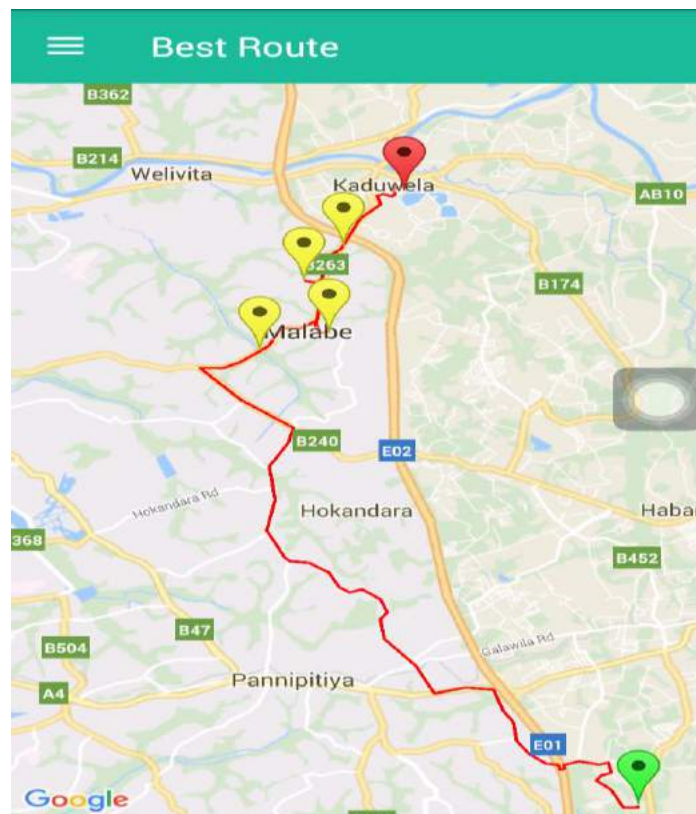 Best Route
B362
B214
Welivita
Kaduwela
AB10
B263
B174
Malabe
B240
E02
Hokandara Rd
Hokandara
Haba
368
B452
B47
B504
Galawila Rd
Pannipitiya
A4
E01
Google